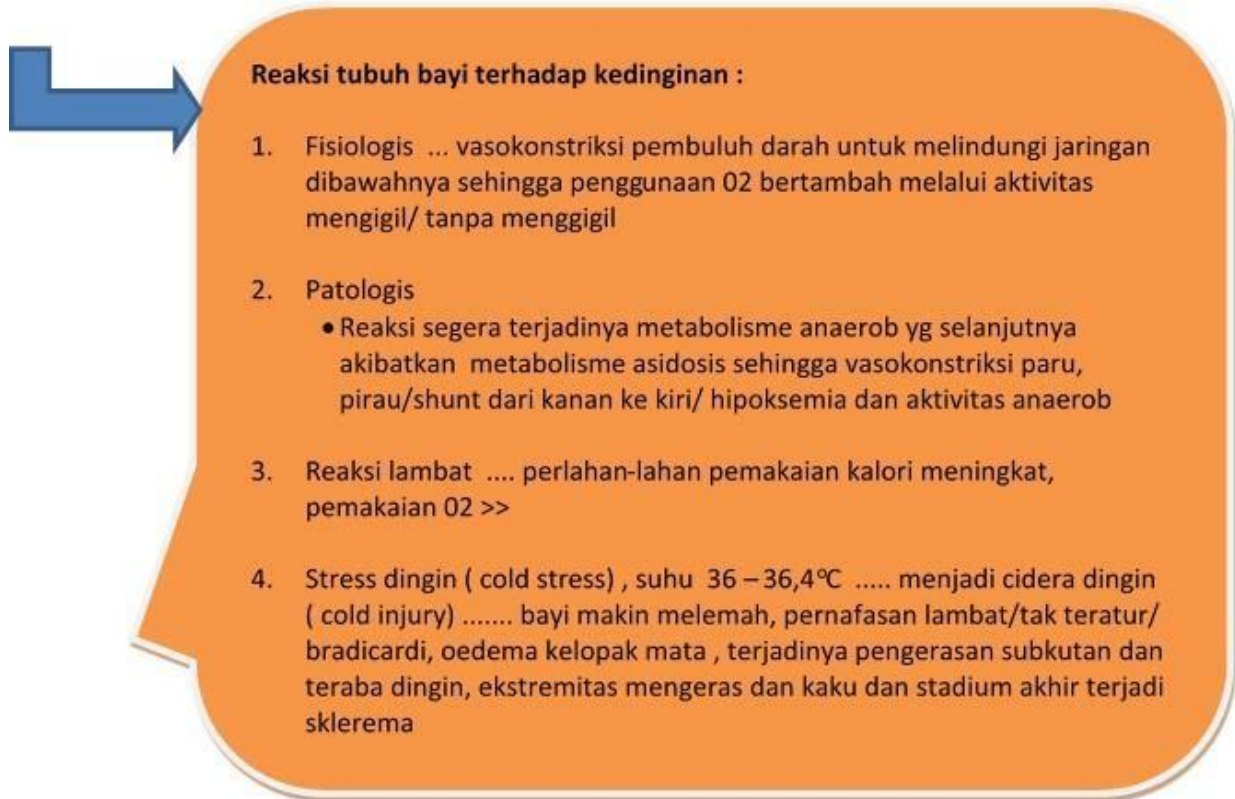 Reaksi tubuh bayi terhadap kedinginan :
1. Fisiologis ... vasokonstriksi pembuluh darah untuk melindungi jaringan
dibawahnya sehingga penggunaan 02 bertambah melalui aktivitas
mengigil/ tanpa menggigil
2. Patologis
• Reaksi segera terjadinya metabolisme anaerob yg selanjutnya
akibatkan metabolisme asidosis sehingga vasokonstriksi paru,
pirau/shunt dari kanan ke kiri/ hipoksemia dan aktivitas anaerob
3. Reaksi lambat .... perlahan-lahan pemakaian kalori meningkat,
pemakaian 02 >>
4. Stress dingin ( cold stress) , suhu 36 – 36,4°C ..... menjadi cidera dingin
( cold injury) ....... bayi makin melemah, pernafasan lambat/tak teratur/
bradicardi, oedema kelopak mata , terjadinya pengerasan subkutan dan
teraba dingin, ekstremitas mengeras dan kaku dan stadium akhir terjadi
sklerema